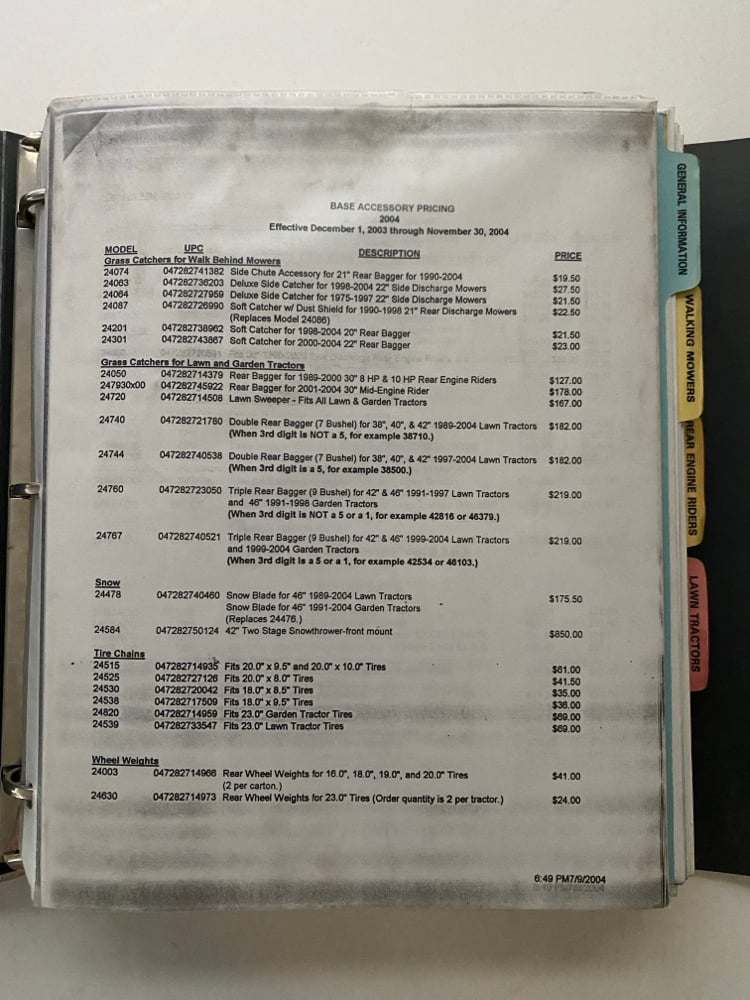 BASE ACCESSORY PRICING
2004
Effective December 1, 2003 through November 30, 2004
MODEL UPC DESCRIPTION PRICE
Grass Catchers for Walk Behind Mowers
24074 047282741382 Side Chute Accessory for 21" Rear Bagger for 1990-2004 $19.50
24063 047282736203 Deluxe Side Catcher for 1998-2004 22" Side Discharge Mowers $27.50
24064 047282727959 Deluxe Side Catcher for 1975-1997 22" Side Discharge Mowers $21.50
24087 047282726990 Soft Catcher w/ Dust Shield for 1990-1998 21" Rear Discharge Mowers $22.50
(Replaces Model 24086)
24201 047282738962 Soft Catcher for 1998-2004 20" Rear Bagger $21.50
24301 047282743867 Soft Catcher for 2000-2004 22" Rear Bagger $23.00
Grass Catchers for Lawn and Garden Tractors
24050 047282714379 Rear Bagger for 1989-2000 30" 8 HP & 10 HP Rear Engine Riders $127.00
247930x00 047282745922 Rear Bagger for 2001-2004 30" Mid-Engine Rider $178.00
24720 047282714508 Lawn Sweeper - Fits All Lawn & Garden Tractors $167.00
24740 047282721780 Double Rear Bagger (7 Bushel) for 38", 40", & 42" 1989-2004 Lawn Tractors $182.00
(When 3rd digit is NOT a 5, for example 38710.)
24744 047282740538 Double Rear Bagger (7 Bushel) for 38", 40", & 42" 1997-2004 Lawn Tractors $182.00
(When 3rd digit is a 5, for example 38500.)
24760 047282723050 Triple Rear Bagger (9 Bushel) for 42" & 46" 1991-1997 Lawn Tractors $219.00
and 46" 1991-1998 Garden Tractors
(When 3rd digit is NOT a 5 or a 1, for example 42816 or 46379.)
24767 047282740521 Triple Rear Bagger (9 Bushel) for 42" & 46" 1999-2004 Lawn Tractors $219.00
and 1999-2004 Garden Tractors
(When 3rd digit is a 5 or a 1, for example 42534 or 46103.)
Snow
24478 047282740460 Snow Blade for 46" 1989-2004 Lawn Tractors $175.50
Snow Blade for 46" 1991-2004 Garden Tractors
(Replaces 24476.)
24584 047282750124 42" Two Stage Snowthrower-front mount $850.00
Tire Chains
24515 047282714935 Fits 20.0" x 9.5" and 20.0" x 10.0" Tires $61.00
24525 047282727126 Fits 20.0" x 8.0" Tires $41.50
24530 047282720042 Fits 18.0" x 8.5" Tires $35.00
24538 047282717509 Fits 18.0" x 9.5" Tires $36.00
24820 047282714959 Fits 23.0" Garden Tractor Tires $69.00
24539 047282733547 Fits 23.0" Lawn Tractor Tires $69.00
Wheel Weights
24003 047282714966 Rear Wheel Weights for 16.0", 18.0", 19.0", and 20.0" Tires $41.00
(2 per carton.)
24630 047282714973 Rear Wheel Weights for 23.0" Tires (Order quantity is 2 per tractor.) $24.00
6:49 PM7/9/2004
GENERAL INFORMATION
WALKING MOWERS
REAR ENGINE RIDERS
LAWN TRACTORS